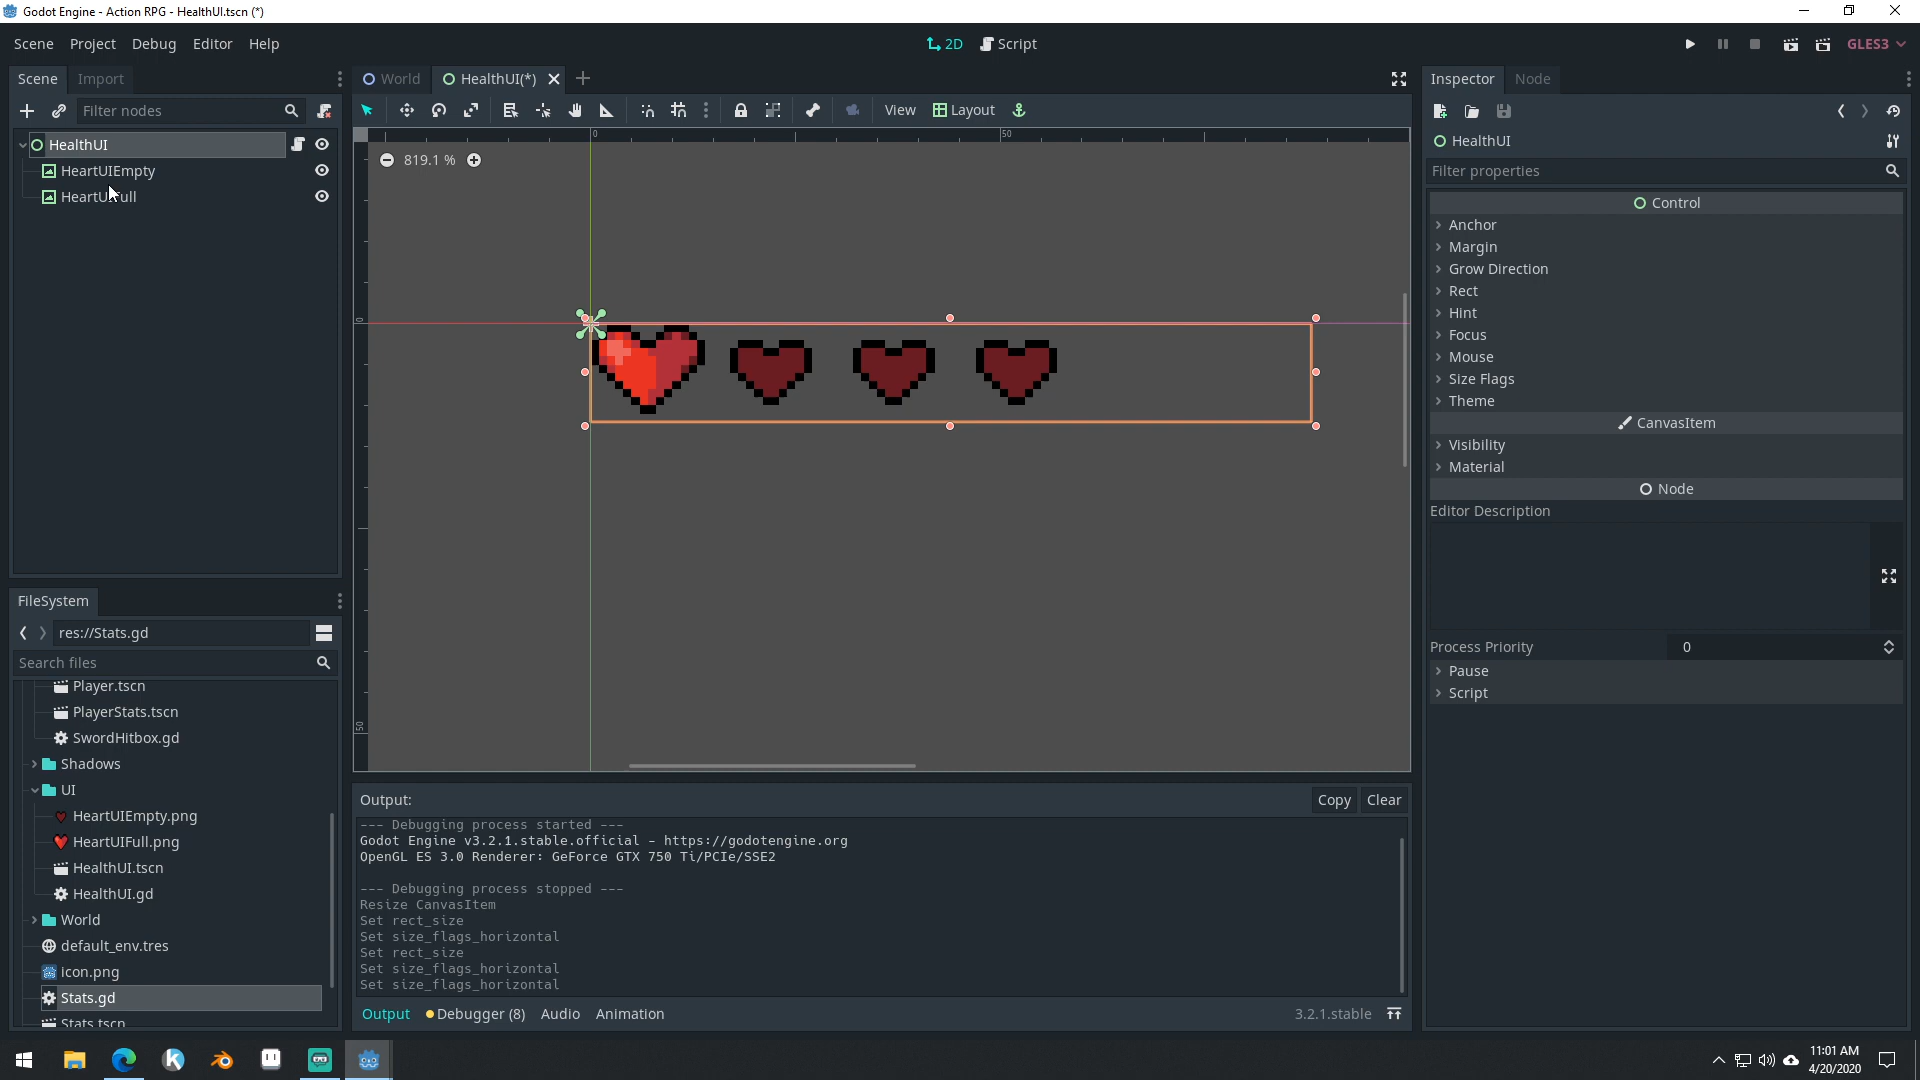 Godot Engine - Action RPG - HealthUI.tscn (*)
Scene Project Debug Editor Help
2D Script
GLES3
Scene Import
World HealthUI(*)
Inspector Node
Filter nodes
View Layout
HealthUI
HealthUI
Filter properties
HeartUIEmpty
819.1 %
0 50
0
50
Control
Anchor
Margin
Grow Direction
Rect
Hint
Focus
Mouse
Size Flags
Theme
CanvasItem
Visibility
Material
Node
Editor Description
Process Priority 0
Pause
Script
FileSystem
res://Stats.gd
Search files
Player.tscn
PlayerStats.tscn
SwordHitbox.gd
Shadows
UI
HeartUIEmpty.png
HeartUIFull.png
HealthUI.tscn
HealthUI.gd
World
default_env.tres
icon.png
Stats.gd
Stats.tscn
Output: Copy Clear
--- Debugging process started ---
Godot Engine v3.2.1.stable.official - https://godotengine.org
OpenGL ES 3.0 Renderer: GeForce GTX 750 Ti/PCIe/SSE2
--- Debugging process stopped ---
Resize CanvasItem
Set rect_size
Set size_flags_horizontal
Set rect_size
Set size_flags_horizontal
Set size_flags_horizontal
Output Debugger (8) Audio Animation 3.2.1.stable
11:01 AM
4/20/2020